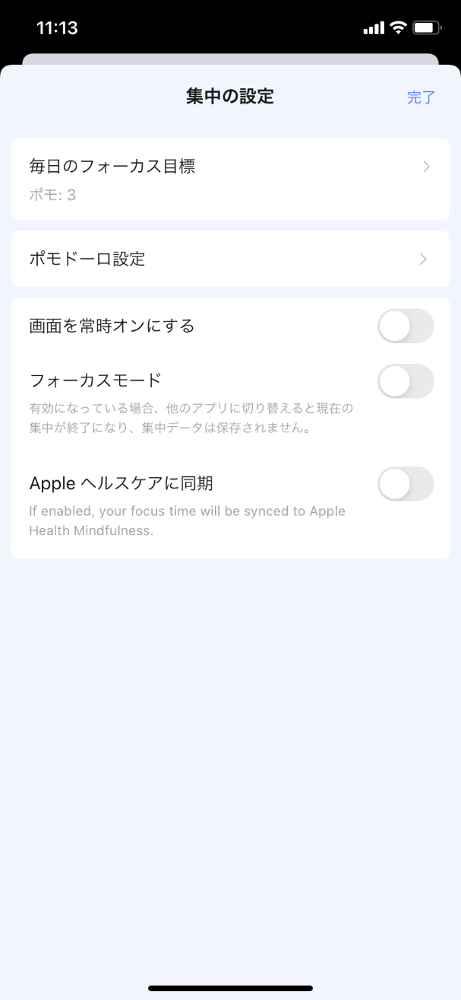 11:13
集中の設定
完了
毎日のフォーカス目標
ポモ: 3
ポモドーロ設定
画面を常時オンにする
フォーカスモード
有効になっている場合、他のアプリに切り替えると現在の
集中が終了になり、集中データは保存されません。
Apple ヘルスケアに同期
If enabled, your focus time will be synced to Apple
Health Mindfulness.